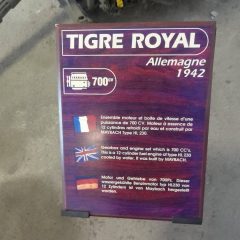 TIGRE ROYAL
Allemagne
1942
700
Ensemble moteur et boîte de vitesse d'une
puissance de 700 CV. Moteur à essence de
12 cylindres refroidi par eau et construit par
MAYBACH Type HL 230
Gearbox and engine set which is 700 CV's.
This is a 12 cylinder fuel engine of type HL 230
cooled by water. It was built by MAYBACH.
Motor und Getriebe von 700Ps. Dieser
wassergekühlte Benzinmotor typ HL230 von
12 Zylindern ist von Maybach hergestellt
worden.